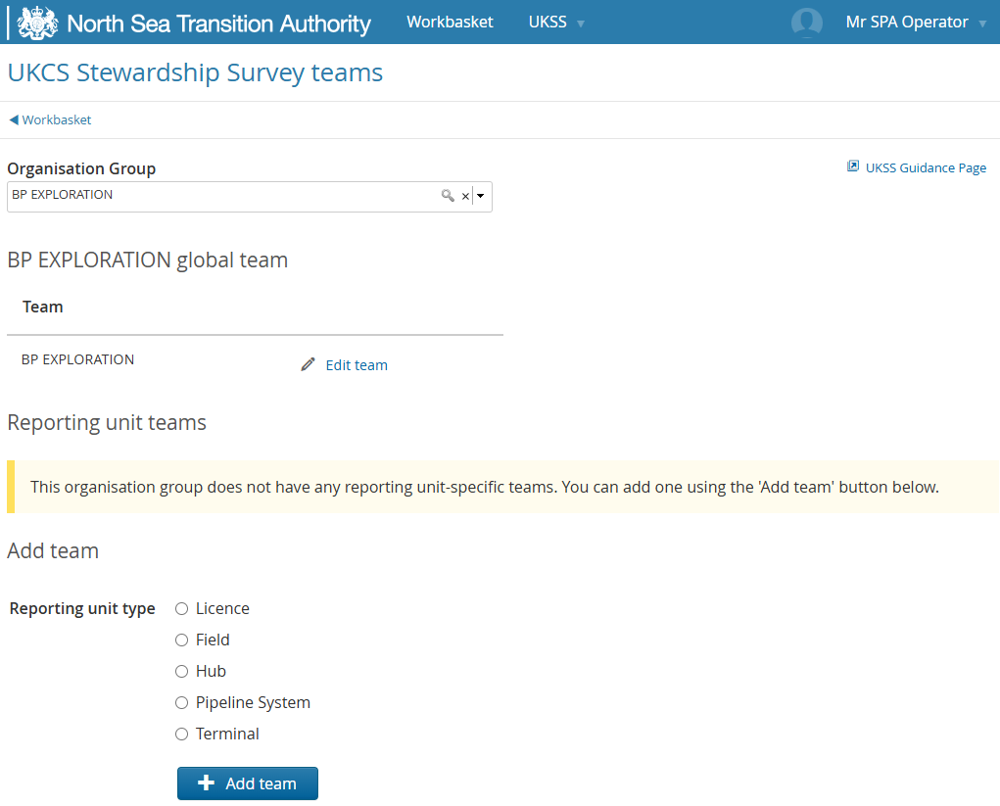 North Sea Transition Authority Workbasket UKSS Mr SPA Operator
UKCS Stewardship Survey teams
Workbasket
Organisation Group
UKSS Guidance Page
BP EXPLORATION
BP EXPLORATION global team
Team
BP EXPLORATION Edit team
Reporting unit teams
This organisation group does not have any reporting unit-specific teams. You can add one using the 'Add team' button below.
Add team
Reporting unit type Licence
Field
Hub
Pipeline System
Terminal
Add team